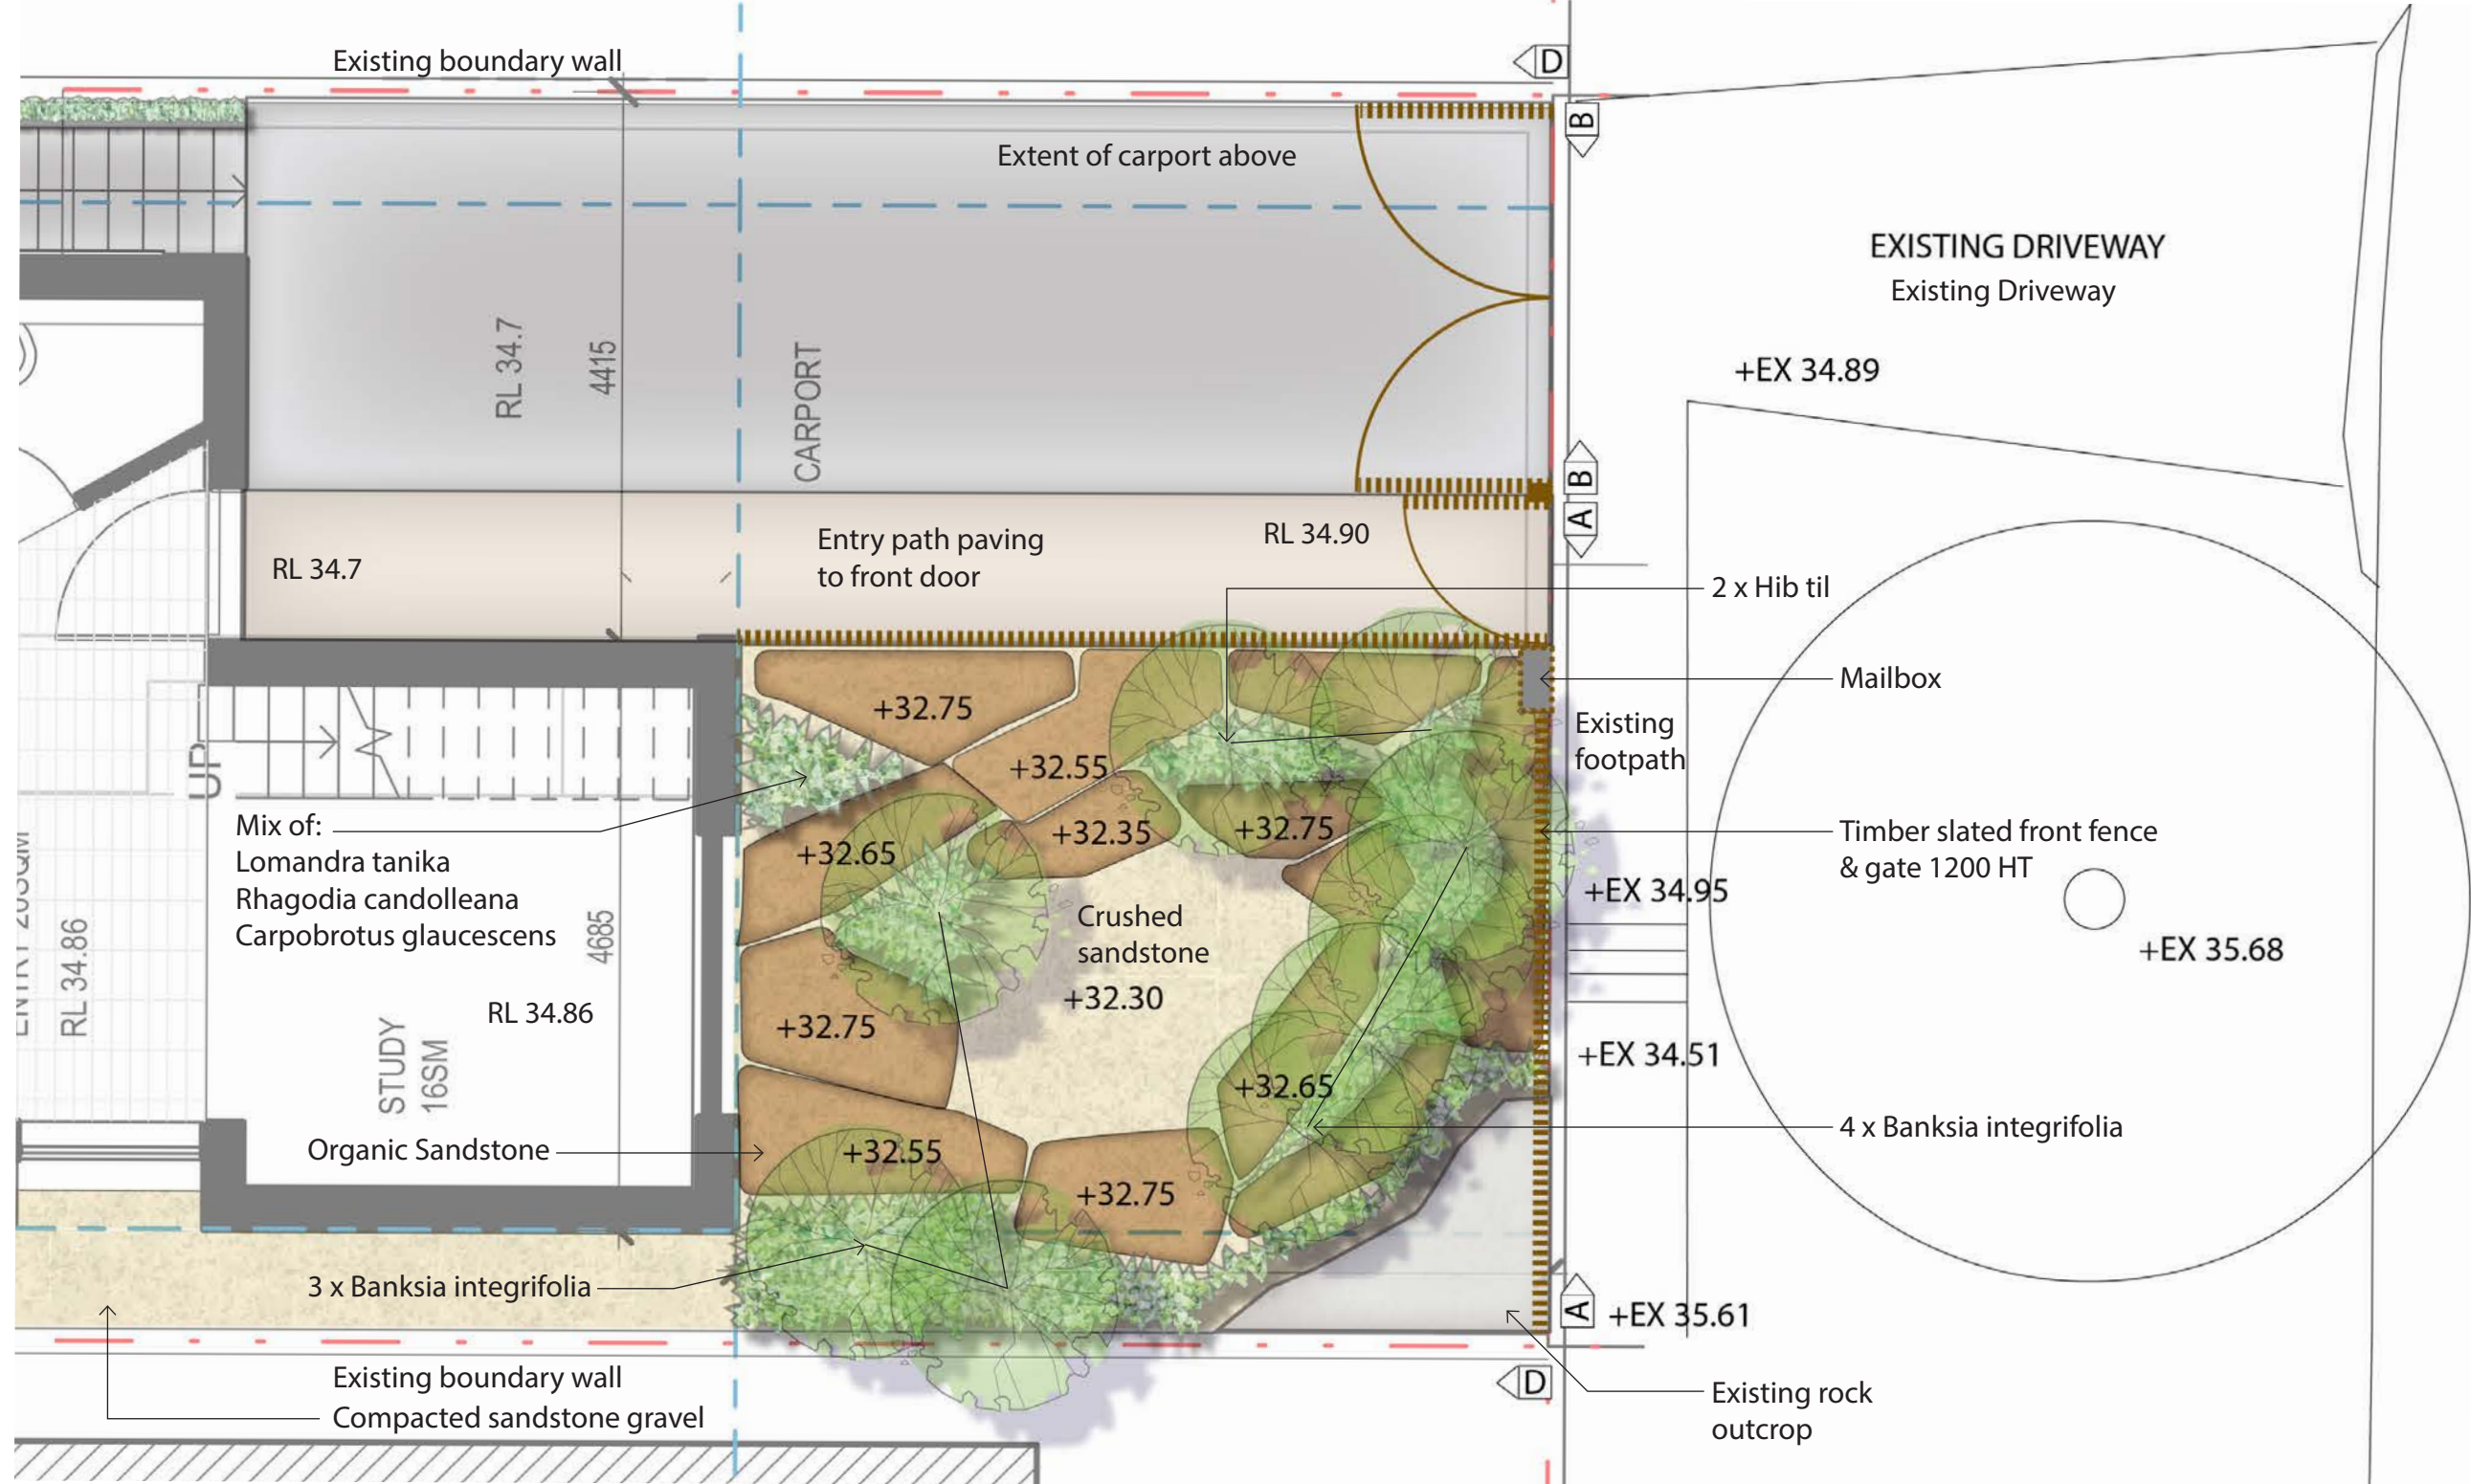 Existing boundary wall
D
B
Extent of carport above
EXISTING DRIVEWAY
Existing Driveway
+EX 34.89
RL 34.7
4415
CARPORT
B
A
RL 34.7
Entry path paving
to front door
RL 34.90
2 x Hib til
Mailbox
+32.75
Existing
footpath
+32.55
UP
Mix of:
Lomandra tanika
Rhagodia candolleana
Carpobrotus glaucescens
+32.65
+32.35
+32.75
Timber slated front fence
& gate 1200 HT
+EX 34.95
4685
Crushed
sandstone
+32.30
+EX 35.68
RL 34.86
ENTRY
RL 34.86
STUDY
16SM
+32.75
+EX 34.51
+32.65
4 x Banksia integrifolia
Organic Sandstone
+32.55
+32.75
3 x Banksia integrifolia
A
+EX 35.61
Existing boundary wall
Compacted sandstone gravel
D
Existing rock
outcrop